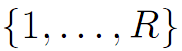 {1, . . . , R}